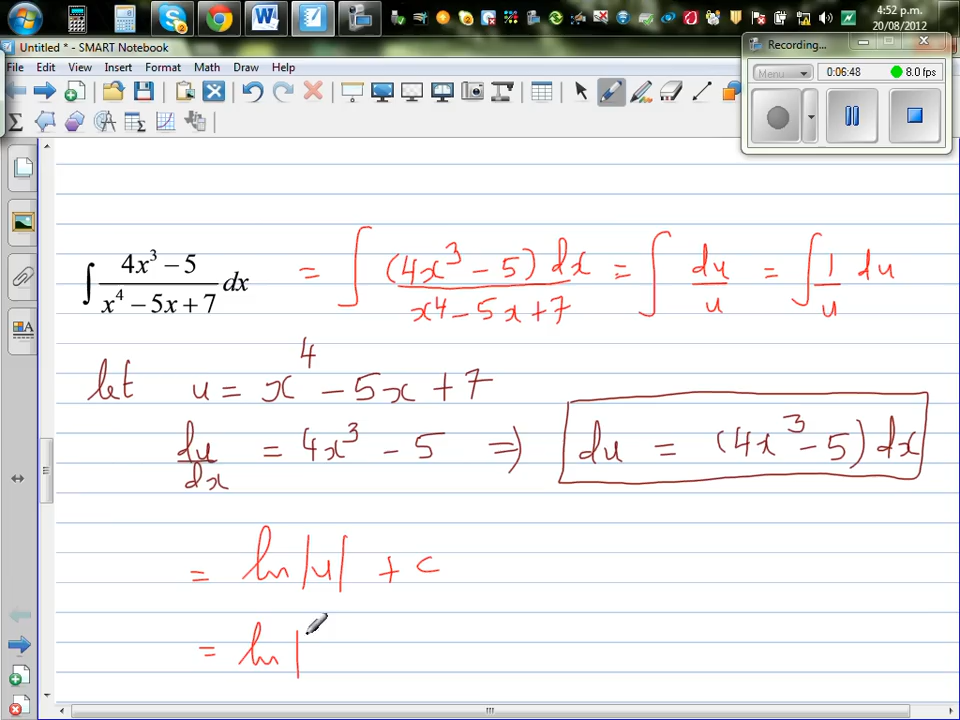 4:52 p.m.
20/08/2012
Untitled * - SMART Notebook
File Edit View Insert Format Math Draw Help
Recording...
Menu 0:06:48 8.0 fps
∫ (4x³ − 5)/(x⁴ − 5x + 7) dx = ∫ (4x³ − 5) dx/(x⁴ − 5x + 7) = ∫ du/u = ∫ 1/u du
let u = x⁴ − 5x + 7
du/dx = 4x³ − 5 ⇒ du = (4x³ − 5) dx
= ln |u| + c
= ln |